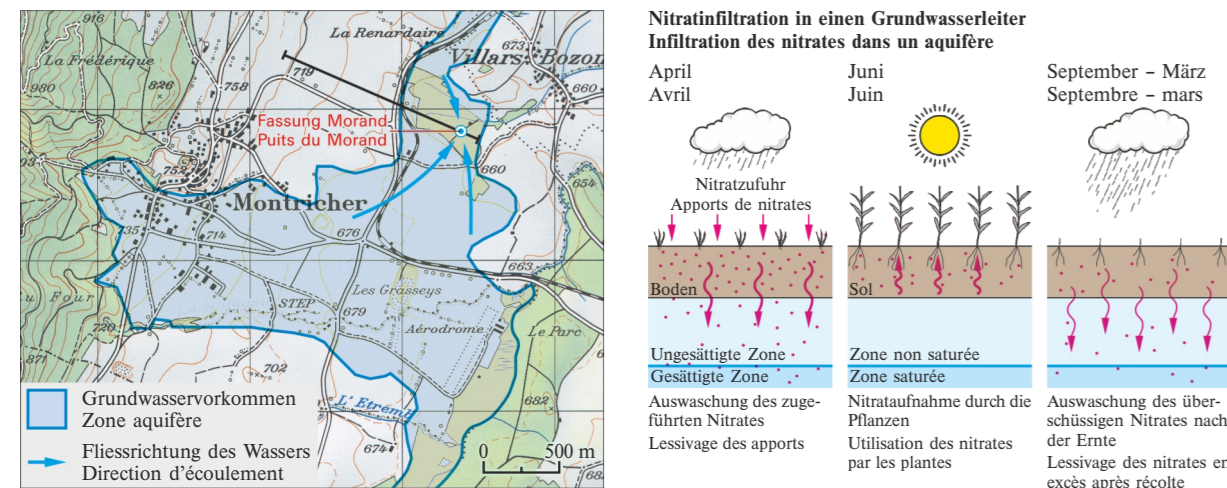 La Renardaire
Villars-Bozon
La Frédérique
719
673
980
826
758
660
Fassung Morand
Puits du Morand
752
660
654
Montricher
735
714
676
663
Les Grasseys
u Four
STEP
679
Aérodrome
Le Parc
720
871
702
L'Etremy
682
674
Grundwasservorkommen
Zone aquifère
Fliessrichtung des Wassers
Direction d'écoulement
0 500 m
Nitratinfiltration in einen Grundwasserleiter
Infiltration des nitrates dans un aquifère
April
Avril
Juni
Juin
September – März
Septembre – mars
Nitratzufuhr
Apports de nitrates
Boden
Sol
Ungesättigte Zone
Zone non saturée
Gesättigte Zone
Zone saturée
Auswaschung des zuge-
führten Nitrates
Lessivage des apports
Nitrataufnahme durch die
Pflanzen
Utilisation des nitrates
par les plantes
Auswaschung des über-
schüssigen Nitrates nach
der Ernte
Lessivage des nitrates en
excès après récolte